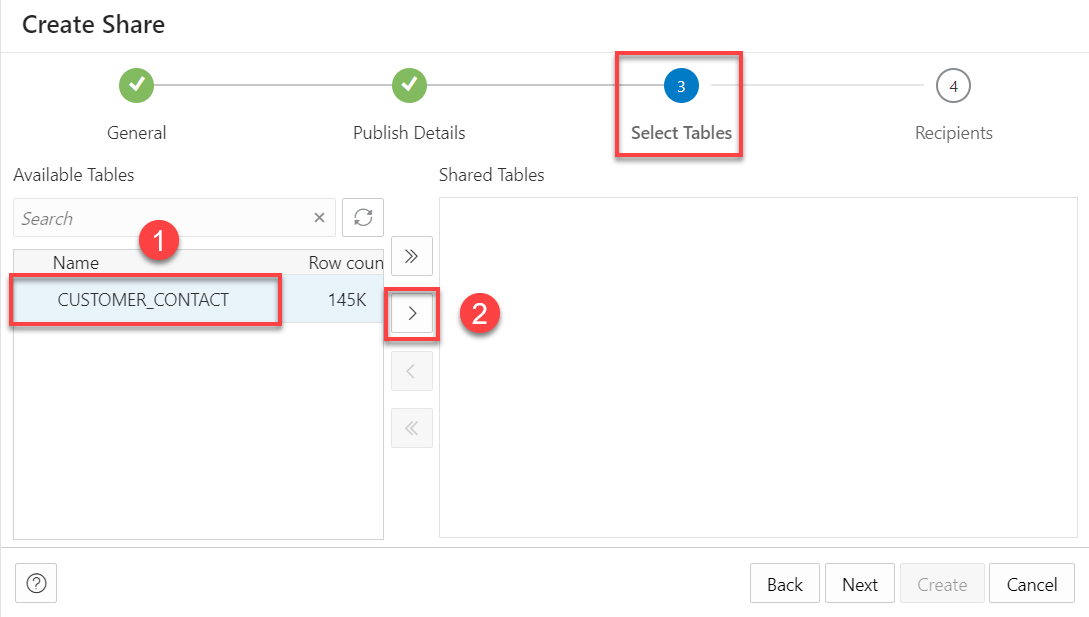 Create Share
3
4
General
Publish Details
Select Tables
Recipients
Available Tables
Shared Tables
Search
1
Name
Row coun
CUSTOMER_CONTACT
145K
2
?
Back
Next
Create
Cancel